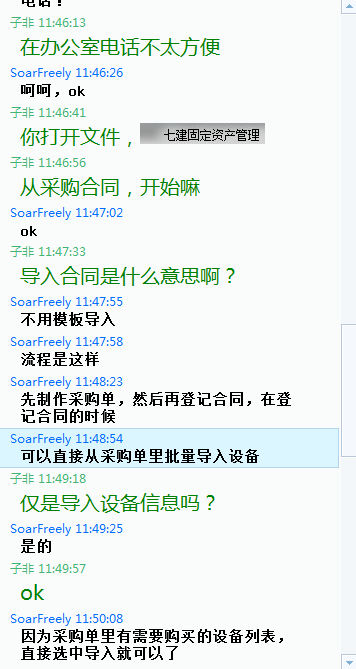 电话！
子非 11:46:13
在办公室电话不太方便
SoarFreely 11:46:26
呵呵，ok
子非 11:46:41
你打开文件，七建固定资产管理
子非 11:46:56
从采购合同，开始嘛
SoarFreely 11:47:02
ok
子非 11:47:33
导入合同是什么意思啊？
SoarFreely 11:47:55
不用模板导入
SoarFreely 11:47:58
流程是这样
SoarFreely 11:48:23
先制作采购单，然后再登记合同，在登
记合同的时候
SoarFreely 11:48:54
可以直接从采购单里批量导入设备
子非 11:49:18
仅是导入设备信息吗？
SoarFreely 11:49:25
是的
子非 11:49:57
ok
SoarFreely 11:50:08
因为采购单里有需要购买的设备列表，
直接选中导入就可以了